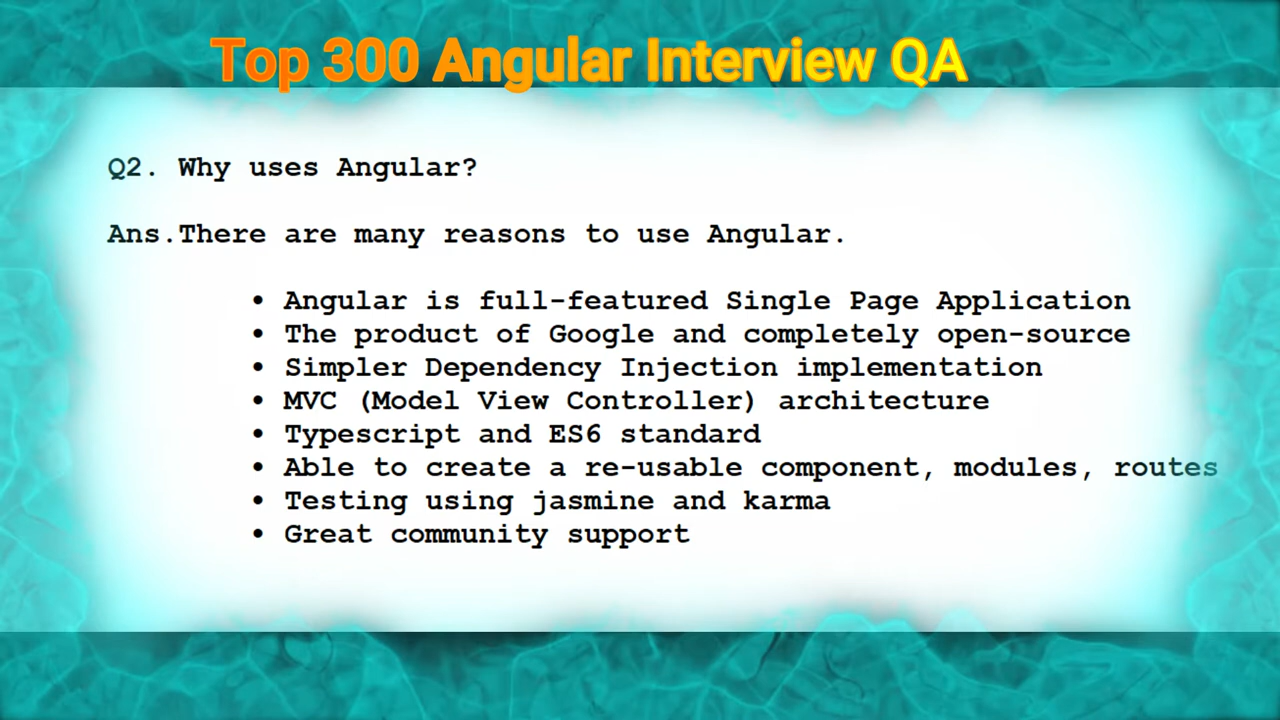 Top 300 Angular Interview QA
Q2. Why uses Angular?
Ans.There are many reasons to use Angular.
• Angular is full-featured Single Page Application
• The product of Google and completely open-source
• Simpler Dependency Injection implementation
• MVC (Model View Controller) architecture
• Typescript and ES6 standard
• Able to create a re-usable component, modules, routes
• Testing using jasmine and karma
• Great community support